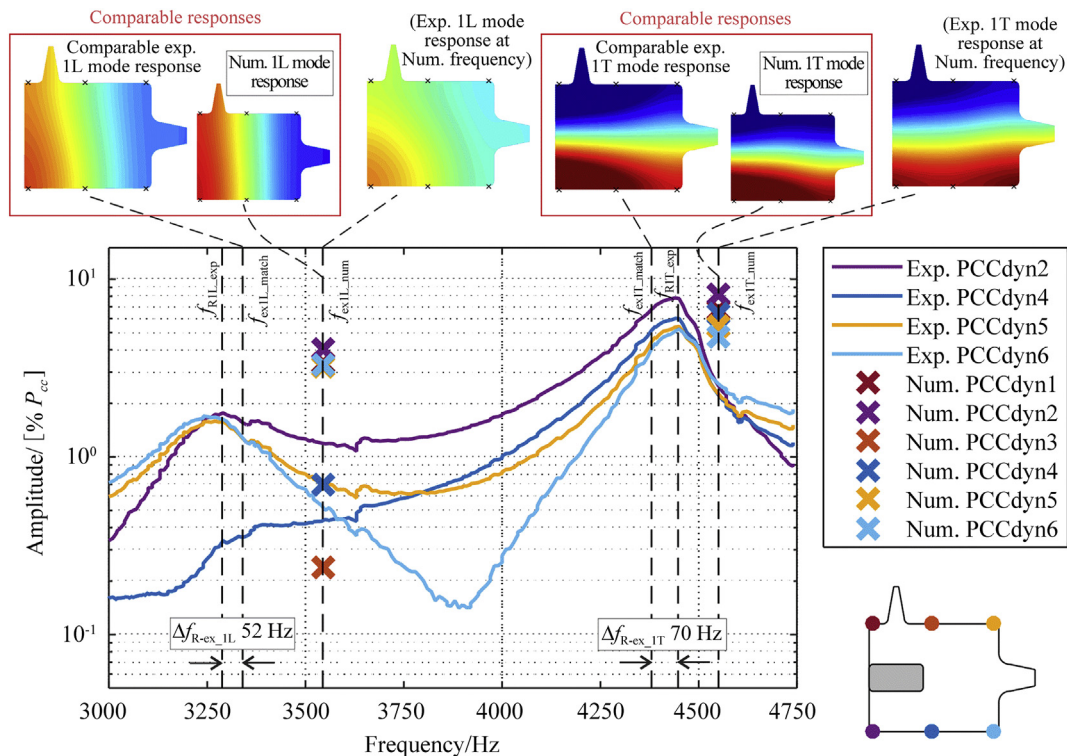 Comparable responses
Comparable exp.
1L mode response
Num. 1L mode
response
(Exp. 1L mode
response at
Num. frequency)
Comparable responses
Comparable exp.
1T mode response
Num. 1T mode
response
(Exp. 1T mode
response at
Num. frequency)
f_R1L_exp
f_ex1L_match
f_ex1L_num
f_ex1T_match
f_R1T_exp
f_ex1T_num
10^1
10^0
10^-1
Amplitude/ [% P_cc]
Δf_R-ex_1L 52 Hz
Δf_R-ex_1T 70 Hz
3000
3250
3500
3750
4000
4250
4500
4750
Frequency/Hz
Exp. PCCdyn2
Exp. PCCdyn4
Exp. PCCdyn5
Exp. PCCdyn6
Num. PCCdyn1
Num. PCCdyn2
Num. PCCdyn3
Num. PCCdyn4
Num. PCCdyn5
Num. PCCdyn6